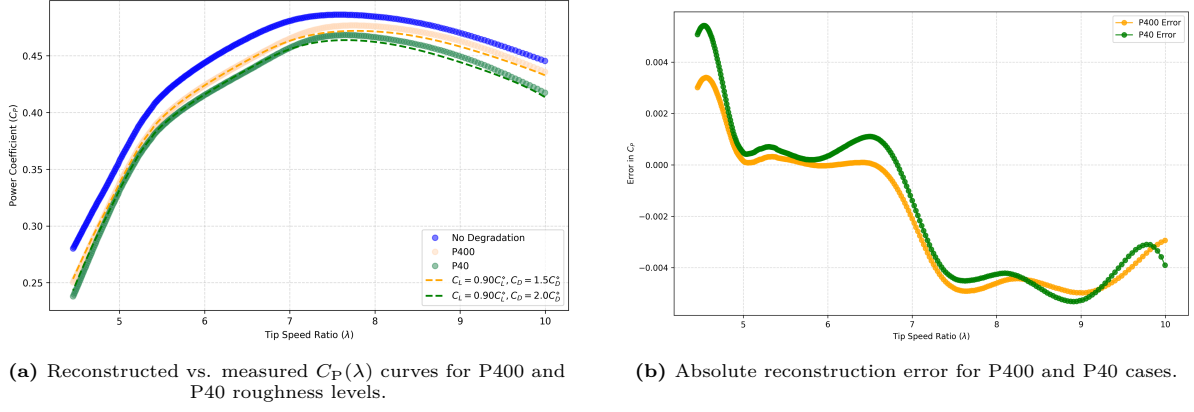 0.45
0.40
0.35
0.30
0.25
Power Coefficient (C_P)
5
6
7
8
9
10
Tip Speed Ratio (λ)
No Degradation
P400
P40
C_L = 0.90C_L°, C_D = 1.5C_D°
C_L = 0.90C_L°, C_D = 2.0C_D°
0.004
0.002
0.000
−0.002
−0.004
Error in C_P
5
6
7
8
9
10
Tip Speed Ratio (λ)
P400 Error
P40 Error
(a) Reconstructed vs. measured C_P(λ) curves for P400 and
P40 roughness levels.
(b) Absolute reconstruction error for P400 and P40 cases.